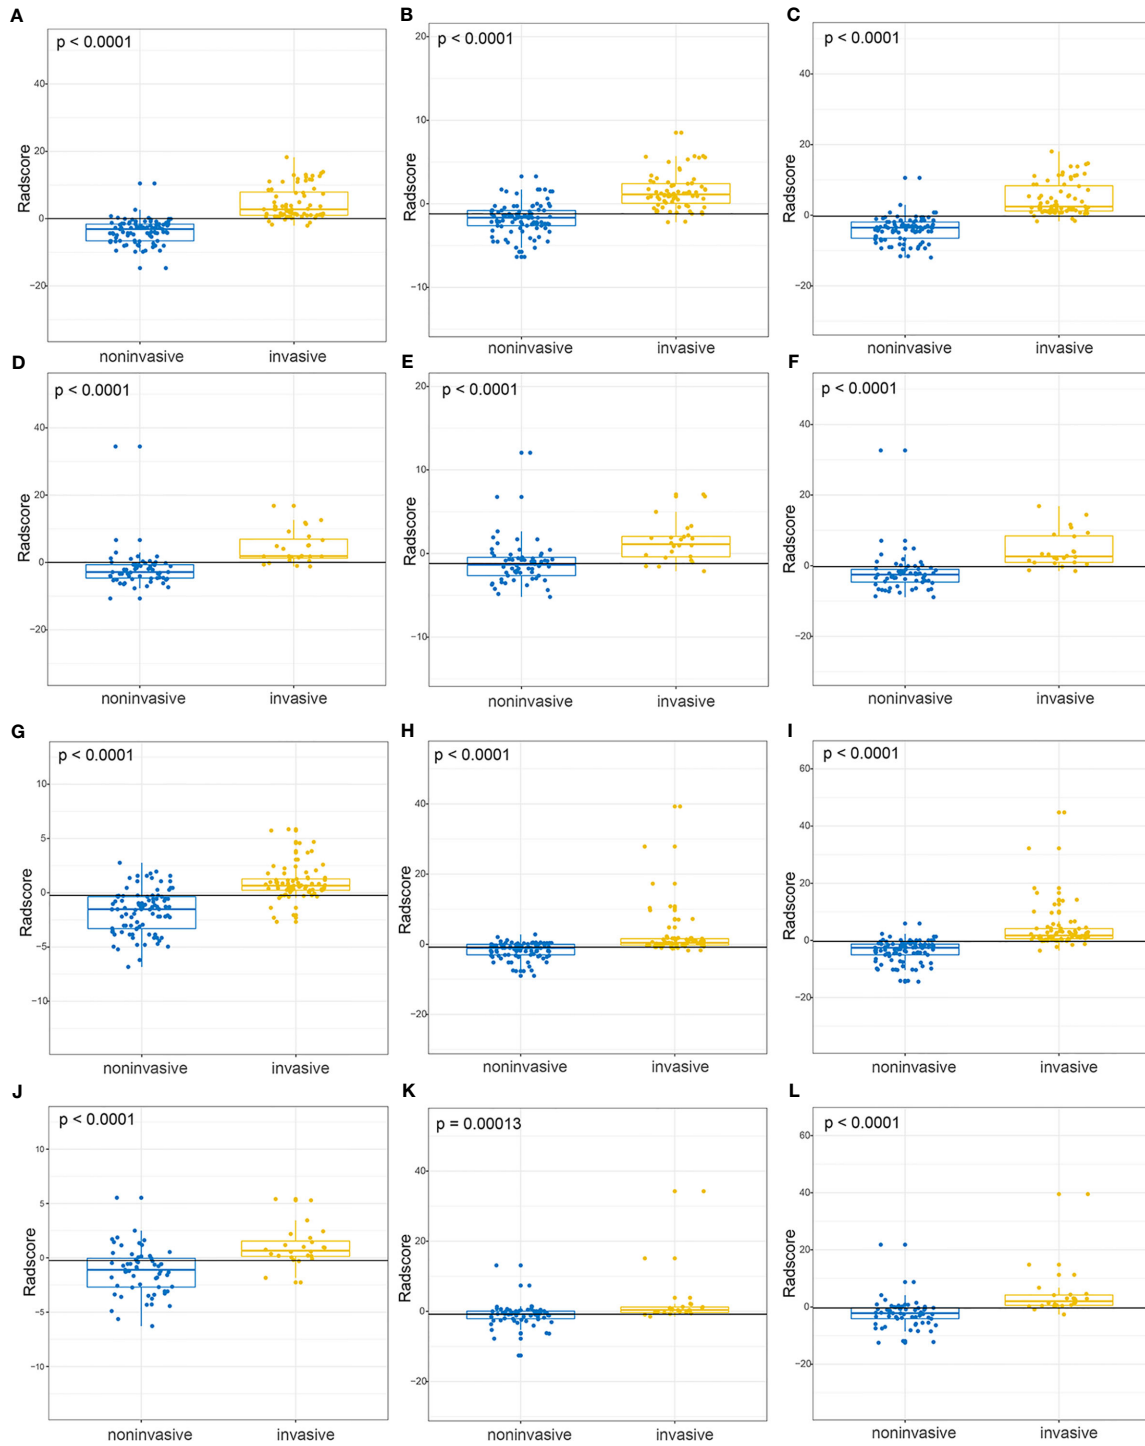 A
p < 0.0001
Radscore
40
20
0
−20
noninvasive invasive
B
p < 0.0001
Radscore
20
10
0
−10
noninvasive invasive
C
p < 0.0001
Radscore
40
20
0
−20
noninvasive invasive
D
p < 0.0001
Radscore
40
20
0
−20
noninvasive invasive
E
p < 0.0001
Radscore
20
10
0
−10
noninvasive invasive
F
p < 0.0001
Radscore
40
20
0
−20
noninvasive invasive
G
p < 0.0001
Radscore
10
5
0
−5
−10
noninvasive invasive
H
p < 0.0001
Radscore
40
20
0
−20
noninvasive invasive
I
p < 0.0001
Radscore
60
40
20
0
−20
noninvasive invasive
J
p < 0.0001
Radscore
10
5
0
−5
−10
noninvasive invasive
K
p = 0.00013
Radscore
40
20
0
−20
noninvasive invasive
L
p < 0.0001
Radscore
60
40
20
0
−20
noninvasive invasive